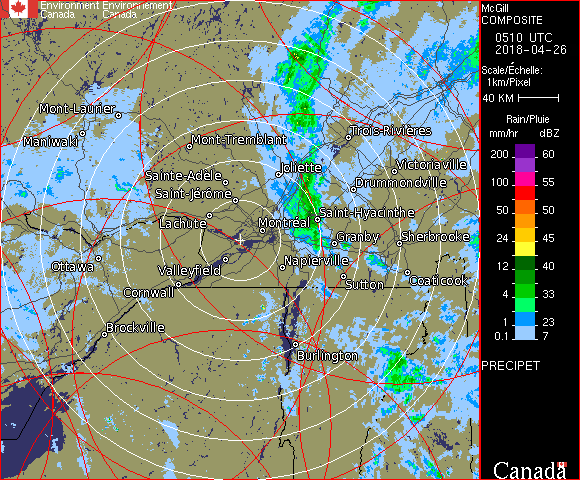 Environment Environnement
Canada Canada
McGill
COMPOSITE
0510 UTC
2018-04-26
Scale/Échelle:
1km/Pixel
40 KM
Rain/Pluie
mm/hr dBZ
200 60
150 57
100 55
50 50
24 45
12 40
4 33
1 23
0.1 7
PRECIPET
Canada
Mont-Laurier
Maniwaki
Mont-Tremblant
Trois-Rivières
Sainte-Adèle
Joliette
Victoriaville
Saint-Jérôme
Drummondville
Lachute
Montréal
Saint-Hyacinthe
Granby
Sherbrooke
Ottawa
Valleyfield
Napierville
Cornwall
Sutton
Coaticook
Brockville
Burlington